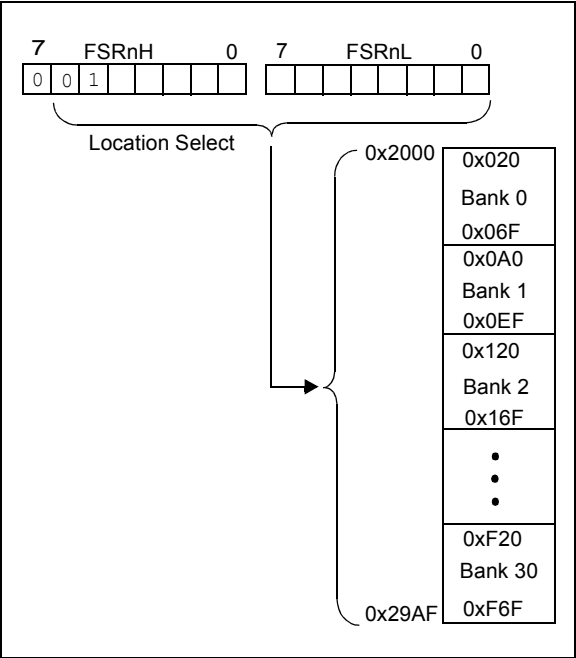 7 FSRnH 0 7 FSRnL 0
0 0 1
Location Select
0x2000
0x020
Bank 0
0x06F
0x0A0
Bank 1
0x0EF
0x120
Bank 2
0x16F
0xF20
Bank 30
0x29AF 0xF6F